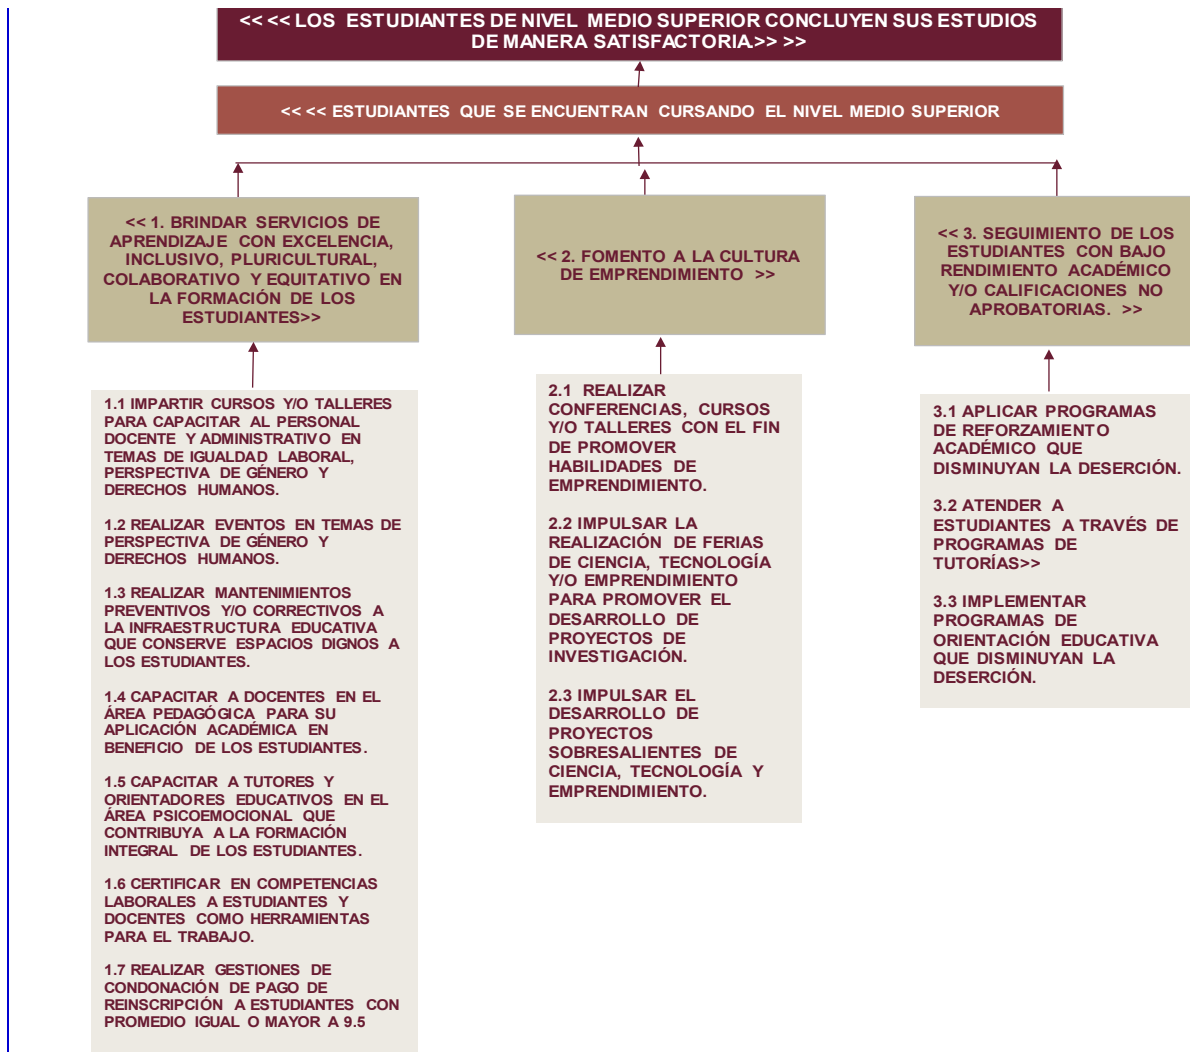 << << LOS ESTUDIANTES DE NIVEL MEDIO SUPERIOR CONCLUYEN SUS ESTUDIOS
DE MANERA SATISFACTORIA.>> >>
<< << ESTUDIANTES QUE SE ENCUENTRAN CURSANDO EL NIVEL MEDIO SUPERIOR
<< 1. BRINDAR SERVICIOS DE
APRENDIZAJE CON EXCELENCIA,
INCLUSIVO, PLURICULTURAL,
COLABORATIVO Y EQUITATIVO EN
LA FORMACIÓN DE LOS
ESTUDIANTES>>
<< 2. FOMENTO A LA CULTURA
DE EMPRENDIMIENTO >>
<< 3. SEGUIMIENTO DE LOS
ESTUDIANTES CON BAJO
RENDIMIENTO ACADÉMICO
Y/O CALIFICACIONES NO
APROBATORIAS. >>
1.1 IMPARTIR CURSOS Y/O TALLERES
PARA CAPACITAR AL PERSONAL
DOCENTE Y ADMINISTRATIVO EN
TEMAS DE IGUALDAD LABORAL,
PERSPECTIVA DE GÉNERO Y
DERECHOS HUMANOS.
1.2 REALIZAR EVENTOS EN TEMAS DE
PERSPECTIVA DE GÉNERO Y
DERECHOS HUMANOS.
1.3 REALIZAR MANTENIMIENTOS
PREVENTIVOS Y/O CORRECTIVOS A
LA INFRAESTRUCTURA EDUCATIVA
QUE CONSERVE ESPACIOS DIGNOS A
LOS ESTUDIANTES.
1.4 CAPACITAR A DOCENTES EN EL
ÁREA PEDAGÓGICA PARA SU
APLICACIÓN ACADÉMICA EN
BENEFICIO DE LOS ESTUDIANTES.
1.5 CAPACITAR A TUTORES Y
ORIENTADORES EDUCATIVOS EN EL
ÁREA PSICOEMOCIONAL QUE
CONTRIBUYA A LA FORMACIÓN
INTEGRAL DE LOS ESTUDIANTES.
1.6 CERTIFICAR EN COMPETENCIAS
LABORALES A ESTUDIANTES Y
DOCENTES COMO HERRAMIENTAS
PARA EL TRABAJO.
1.7 REALIZAR GESTIONES DE
CONDONACIÓN DE PAGO DE
REINSCRIPCIÓN A ESTUDIANTES CON
PROMEDIO IGUAL O MAYOR A 9.5
2.1 REALIZAR
CONFERENCIAS, CURSOS
Y/O TALLERES CON EL FIN
DE PROMOVER
HABILIDADES DE
EMPRENDIMIENTO.
2.2 IMPULSAR LA
REALIZACIÓN DE FERIAS
DE CIENCIA, TECNOLOGÍA
Y/O EMPRENDIMIENTO
PARA PROMOVER EL
DESARROLLO DE
PROYECTOS DE
INVESTIGACIÓN.
2.3 IMPULSAR EL
DESARROLLO DE
PROYECTOS
SOBRESALIENTES DE
CIENCIA, TECNOLOGÍA Y
EMPRENDIMIENTO.
3.1 APLICAR PROGRAMAS
DE REFORZAMIENTO
ACADÉMICO QUE
DISMINUYAN LA DESERCIÓN.
3.2 ATENDER A
ESTUDIANTES A TRAVÉS DE
PROGRAMAS DE
TUTORÍAS>>
3.3 IMPLEMENTAR
PROGRAMAS DE
ORIENTACIÓN EDUCATIVA
QUE DISMINUYAN LA
DESERCIÓN.